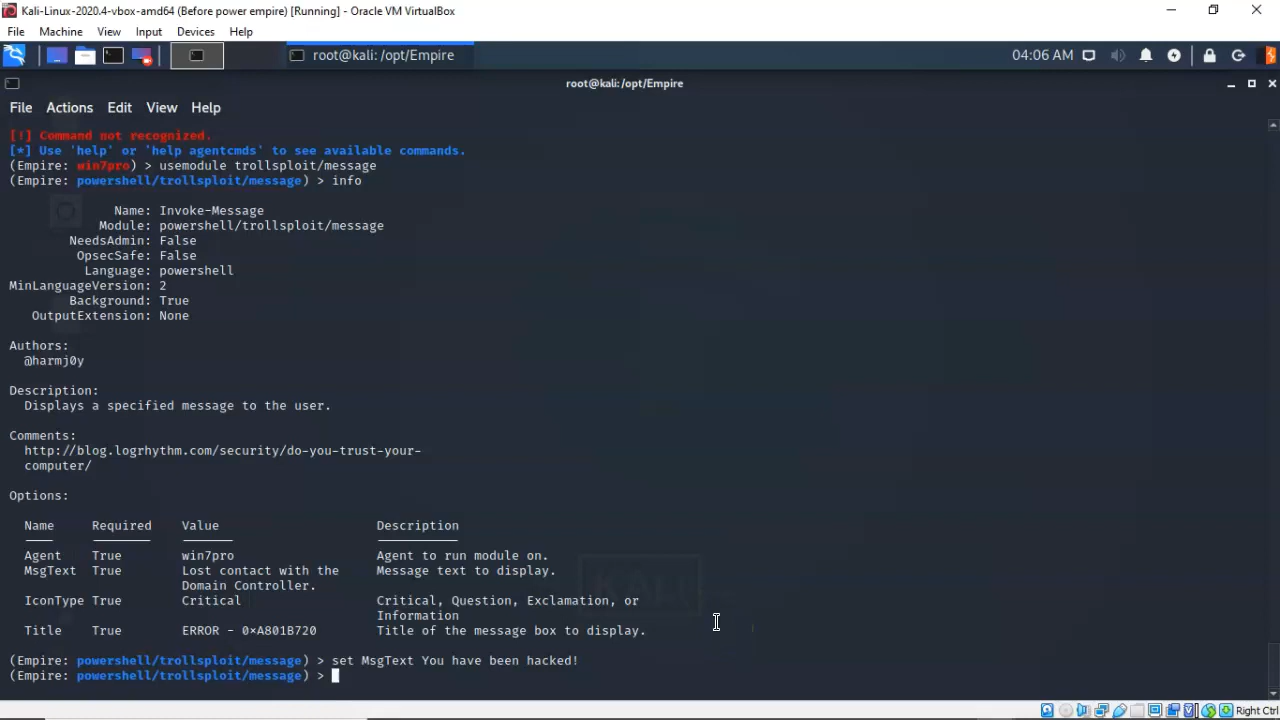 Kali-Linux-2020.4-vbox-amd64 (Before power empire) [Running] - Oracle VM VirtualBox
File Machine View Input Devices Help
root@kali: /opt/Empire 04:06 AM
root@kali:/opt/Empire
File Actions Edit View Help
[!] Command not recognized.
[*] Use 'help' or 'help agentcmds' to see available commands.
(Empire: win7pro) > usemodule trollsploit/message
(Empire: powershell/trollsploit/message) > info
Name: Invoke-Message
Module: powershell/trollsploit/message
NeedsAdmin: False
OpsecSafe: False
Language: powershell
MinLanguageVersion: 2
Background: True
OutputExtension: None
Authors:
@harmj0y
Description:
Displays a specified message to the user.
Comments:
http://blog.logrhythm.com/security/do-you-trust-your-
computer/
Options:
Name Required Value Description
Agent True win7pro Agent to run module on.
MsgText True Lost contact with the Message text to display.
Domain Controller.
IconType True Critical Critical, Question, Exclamation, or
Information
Title True ERROR - 0×A801B720 Title of the message box to display.
(Empire: powershell/trollsploit/message) > set MsgText You have been hacked!
(Empire: powershell/trollsploit/message) >
KALI
Right Ctrl